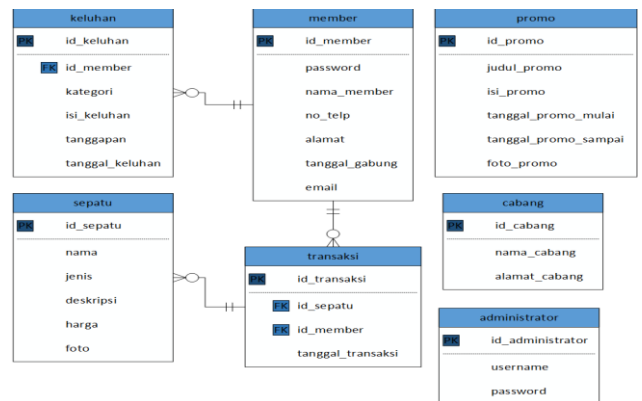 keluhan
PK id_keluhan
FK id_member
kategori
isi_keluhan
tanggapan
tanggal_keluhan
member
PK id_member
password
nama_member
no_telp
alamat
tanggal_gabung
email
promo
PK id_promo
judul_promo
isi_promo
tanggal_promo_mulai
tanggal_promo_sampai
foto_promo
sepatu
PK id_sepatu
nama
jenis
deskripsi
harga
foto
transaksi
PK id_transaksi
FK id_sepatu
FK id_member
tanggal_transaksi
cabang
PK id_cabang
nama_cabang
alamat_cabang
administrator
PK id_administrator
username
password